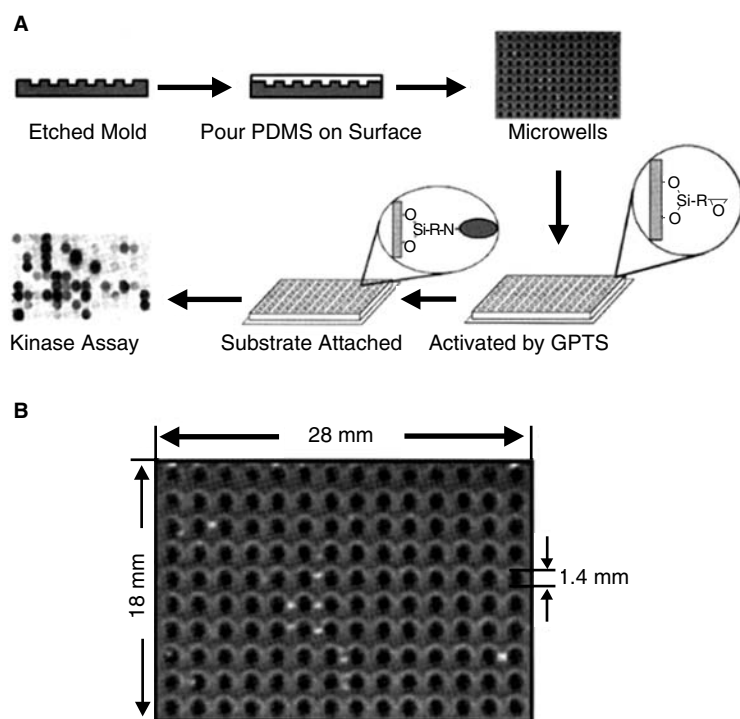 A
Etched Mold
Pour PDMS on Surface
Microwells
O
Si-R
O
O
O
Si-R-N
O
Kinase Assay
Substrate Attached
Activated by GPTS
B
28 mm
18 mm
1.4 mm